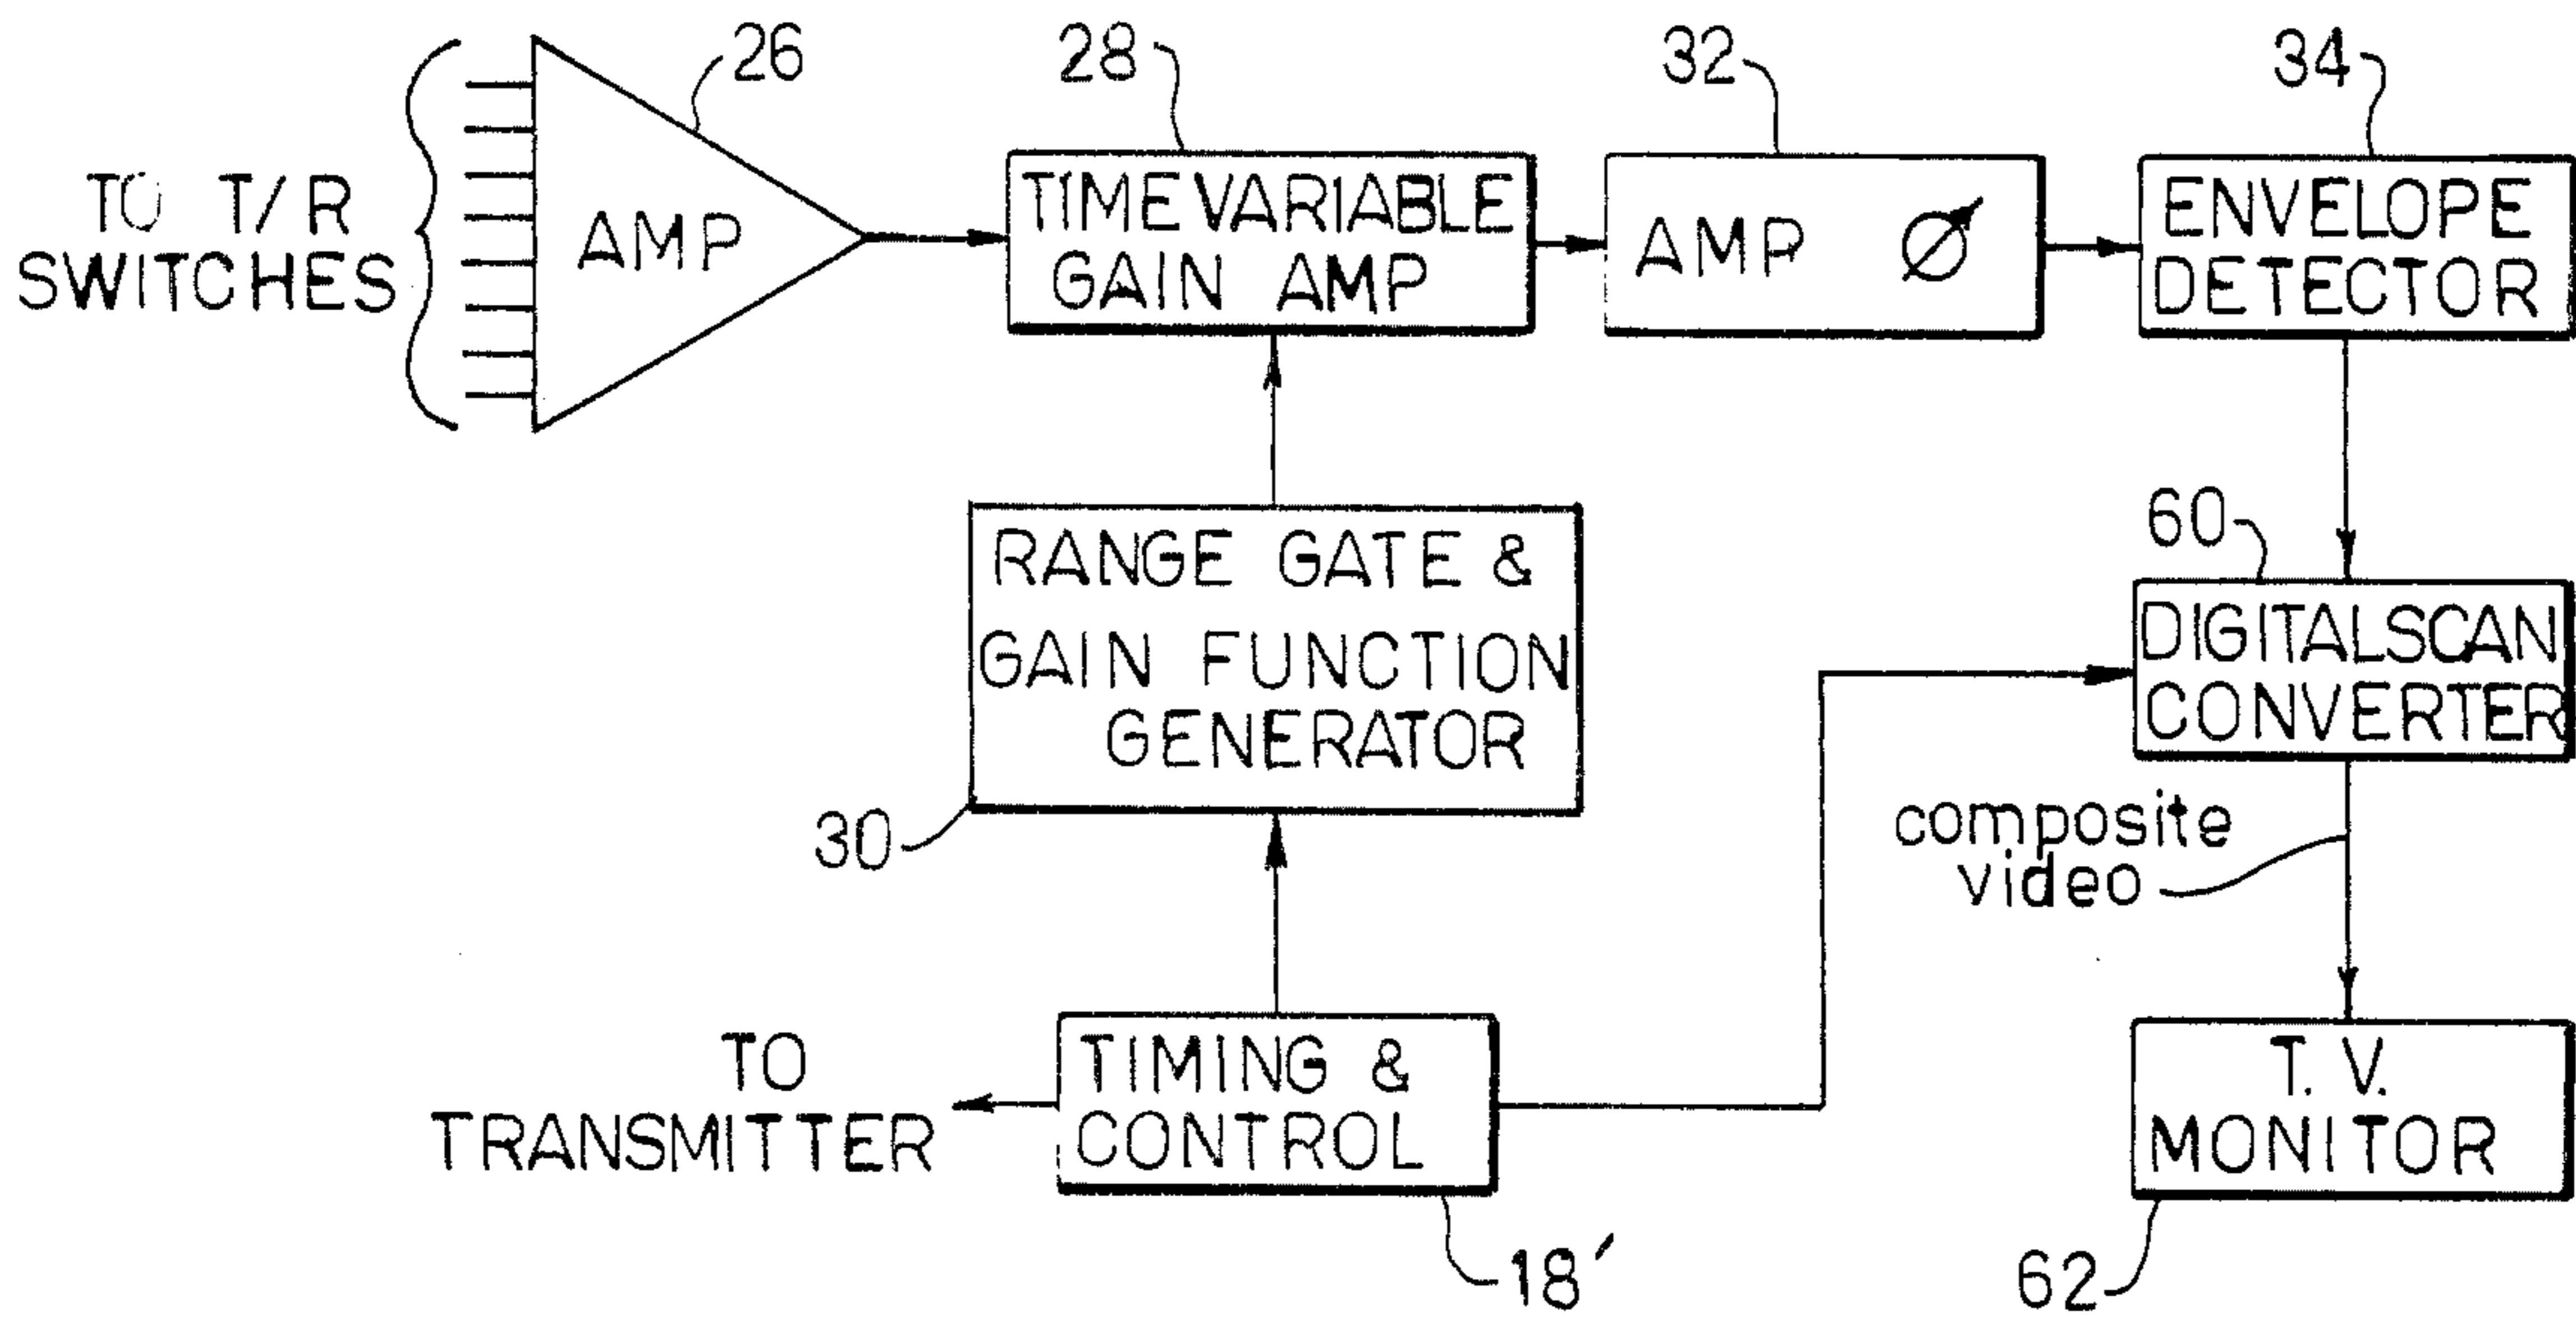 26
28
32
34
TO T/R
SWITCHES
AMP
TIME VARIABLE
GAIN AMP
AMP
ENVELOPE
DETECTOR
RANGE GATE &
GAIN FUNCTION
GENERATOR
30
60
DIGITALSCAN
CONVERTER
composite
video
TO
TRANSMITTER
TIMING &
CONTROL
18'
T. V.
MONITOR
62